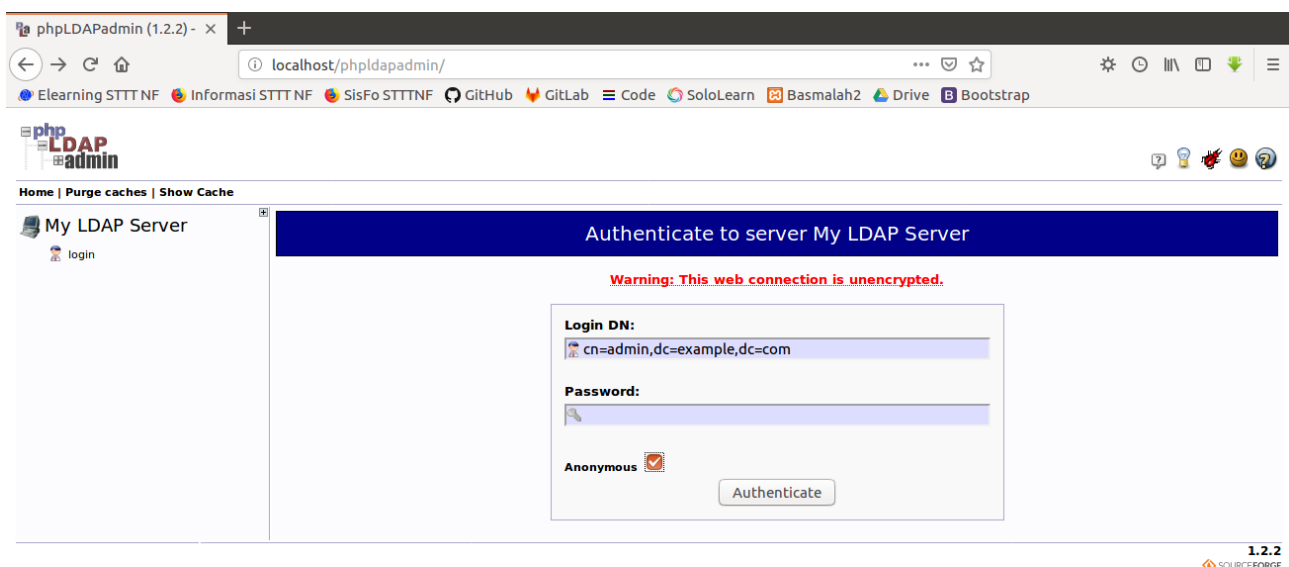 phpLDAPadmin (1.2.2) -
localhost/phpldapadmin/
Elearning STTT NF Informasi STTT NF SisFo STTTNF GitHub GitLab Code SoloLearn Basmalah2 Drive Bootstrap
php
LDAP
admin
Home | Purge caches | Show Cache
My LDAP Server
login
Authenticate to server My LDAP Server
Warning: This web connection is unencrypted.
Login DN:
cn=admin,dc=example,dc=com
Password:
Anonymous
Authenticate
1.2.2
SOURCEFORGE